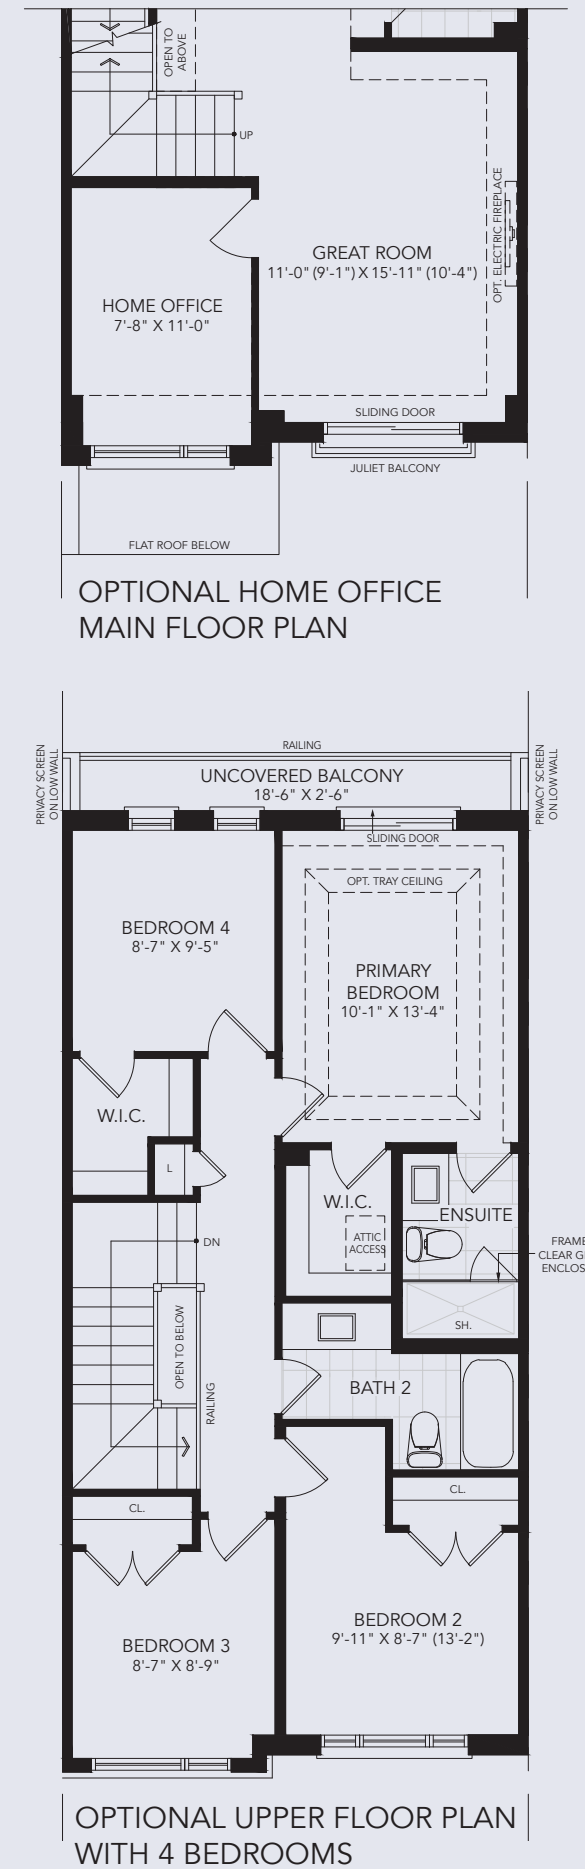 OPEN TO
ABOVE
UP
OPT. ELECTRIC FIREPLACE
GREAT ROOM
11'-0" (9'-1") X 15'-11" (10'-4")
HOME OFFICE
7'-8" X 11'-0"
SLIDING DOOR
JULIET BALCONY
FLAT ROOF BELOW
OPTIONAL HOME OFFICE
MAIN FLOOR PLAN
RAILING
PRIVACY SCREEN
ON LOW WALL
UNCOVERED BALCONY
18'-6" X 2'-6"
PRIVACY SCREEN
ON LOW WALL
SLIDING DOOR
OPT. TRAY CEILING
BEDROOM 4
8'-7" X 9'-5"
PRIMARY
BEDROOM
10'-1" X 13'-4"
W.I.C.
L
W.I.C.
ATTIC
ACCESS
ENSUITE
DN
FRAME
CLEAR G
ENCLOS
SH.
OPEN TO BELOW
RAILING
BATH 2
CL.
CL.
BEDROOM 2
9'-11" X 8'-7" (13'-2")
BEDROOM 3
8'-7" X 8'-9"
OPTIONAL UPPER FLOOR PLAN
WITH 4 BEDROOMS